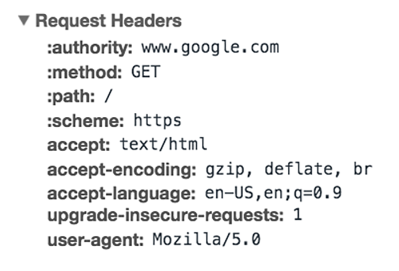 Request Headers
:authority: www.google.com
:method: GET
:path: /
:scheme: https
accept: text/html
accept-encoding: gzip, deflate, br
accept-language: en-US,en;q=0.9
upgrade-insecure-requests: 1
user-agent: Mozilla/5.0